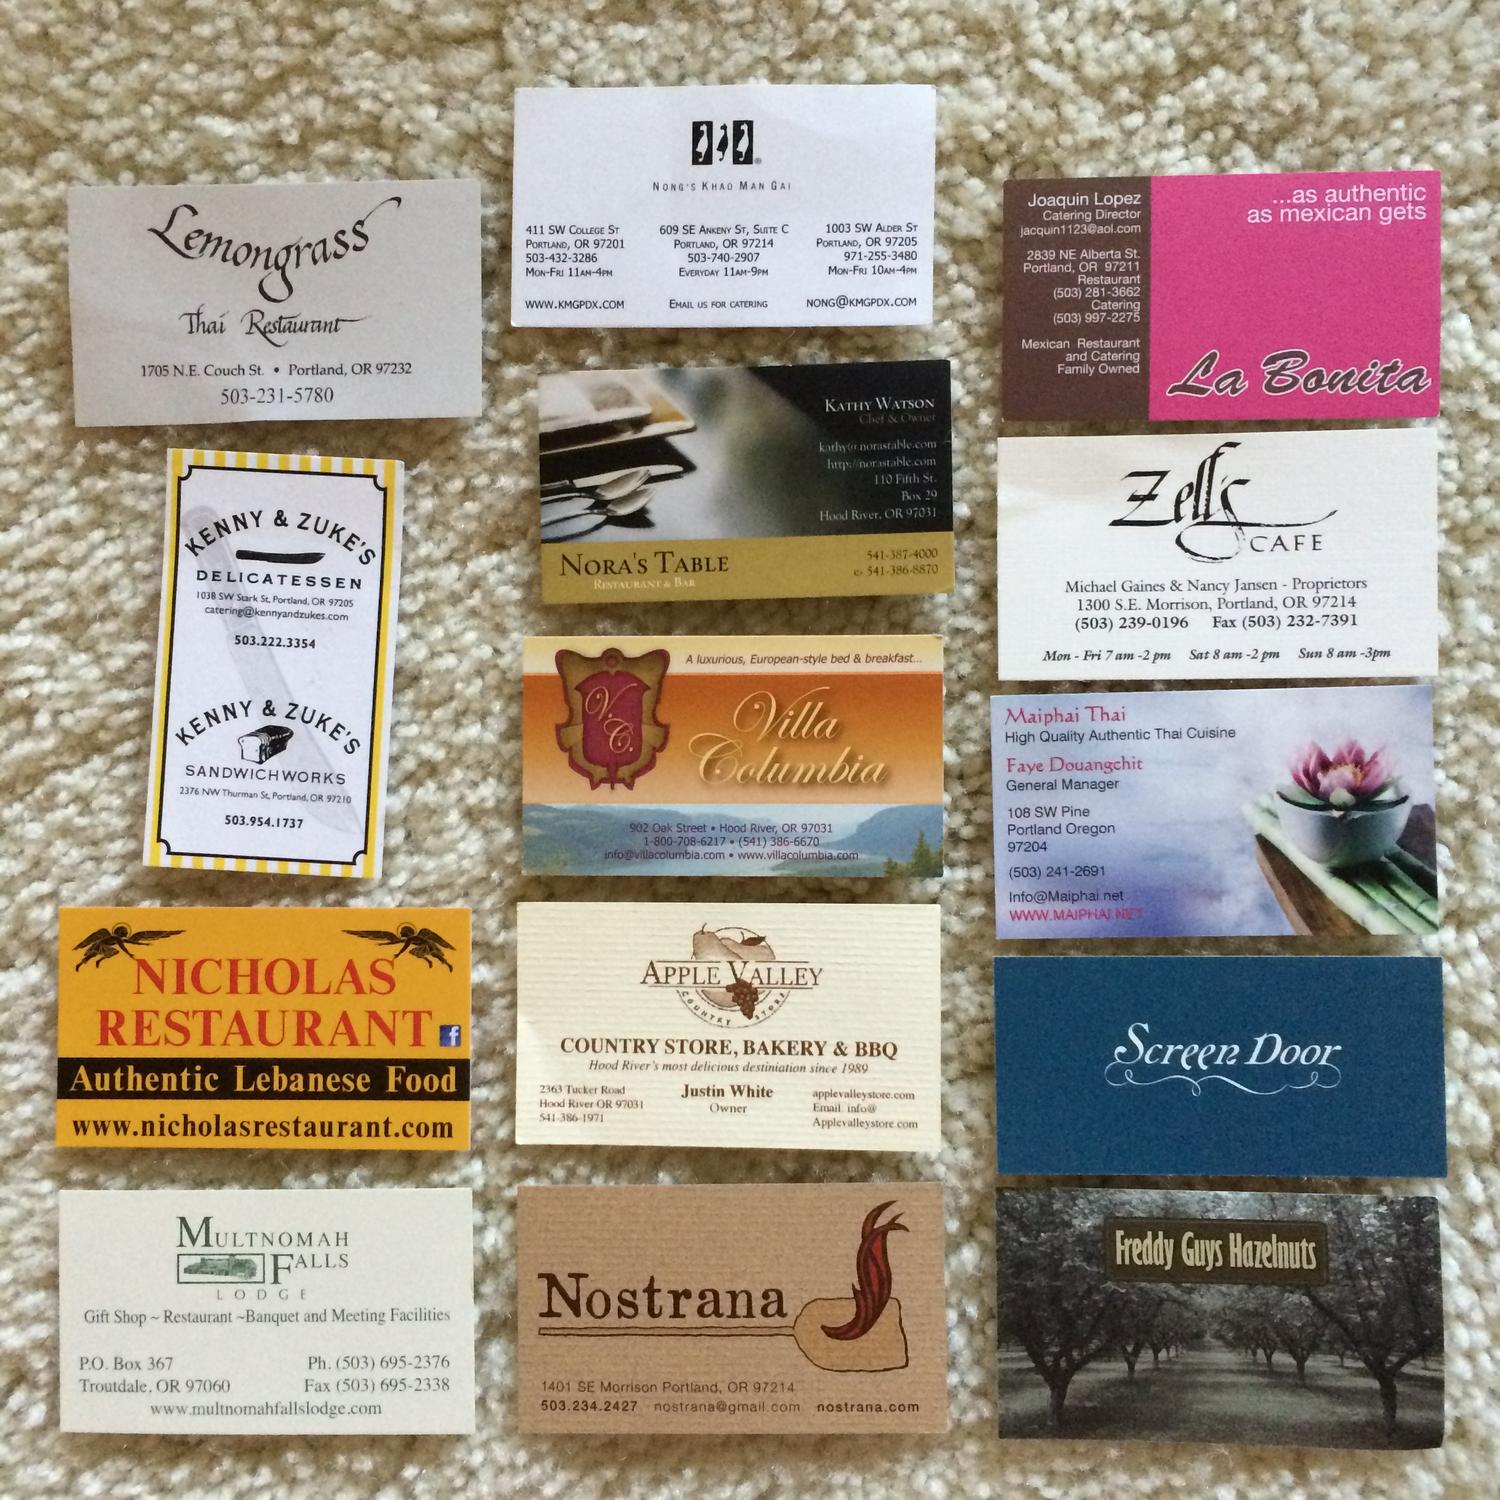 Lemongrass
Thai Restaurant
1705 N.E. Couch St. • Portland, OR 97232
503-231-5780
KENNY & ZUKE'S
DELICATESSEN
1038 SW Stark St, Portland, OR 97205
catering@kennyandzukes.com
503.222.3354
KENNY & ZUKE'S
SANDWICHWORKS
2376 NW Thurman St, Portland, OR 97210
503.954.1737
NICHOLAS
RESTAURANT f
Authentic Lebanese Food
www.nicholasrestaurant.com
MULTNOMAH
FALLS
LODGE
Gift Shop ~ Restaurant ~Banquet and Meeting Facilities
P.O. Box 367 Ph. (503) 695-2376
Troutdale, OR 97060 Fax (503) 695-2338
www.multnomahfallslodge.com
NONG'S KHAO MAN GAI
411 SW COLLEGE ST
PORTLAND, OR 97201
503-432-3286
MON-FRI 11AM-4PM
609 SE ANKENY ST, SUITE C
PORTLAND, OR 97214
503-740-2907
EVERYDAY 11AM-9PM
1003 SW ALDER ST
PORTLAND, OR 97205
971-255-3480
MON-FRI 10AM-4PM
WWW.KMGPDX.COM EMAIL US FOR CATERING NONG@KMGPDX.COM
KATHY WATSON
Chef & Owner
kathy@norastable.com
http://norastable.com
110 Fifth St.
Box 29
Hood River, OR 97031
NORA'S TABLE
RESTAURANT & BAR
541-387-4000
c- 541-386-8870
A luxurious, European-style bed & breakfast...
V.C.
Villa
Columbia
902 Oak Street • Hood River, OR 97031
1-800-708-6217 • (541) 386-6670
info@villacolumbia.com • www.villacolumbia.com
APPLE VALLEY
COUNTRY STORE
COUNTRY STORE, BAKERY & BBQ
Hood River's most delicious destiniation since 1989
2363 Tucker Road
Hood River OR 97031
541-386-1971
Justin White
Owner
applevalleystore.com
Email: info@
Applevalleystore.com
Nostrana
1401 SE Morrison Portland, OR 97214
503.234.2427 nostrana@gmail.com nostrana.com
Joaquin Lopez
Catering Director
jacquin1123@aol.com
2839 NE Alberta St.
Portland, OR 97211
Restaurant
(503) 281-3662
Catering
(503) 997-2275
Mexican Restaurant
and Catering
Family Owned
...as authentic
as mexican gets
La Bonita
Zell's
CAFE
Michael Gaines & Nancy Jansen - Proprietors
1300 S.E. Morrison, Portland, OR 97214
(503) 239-0196 Fax (503) 232-7391
Mon - Fri 7 am -2 pm Sat 8 am -2 pm Sun 8 am -3pm
Maiphai Thai
High Quality Authentic Thai Cuisine
Faye Douangchit
General Manager
108 SW Pine
Portland Oregon
97204
(503) 241-2691
Info@Maiphai.net
WWW.MAIPHAI.NET
Screen Door
Freddy Guys Hazelnuts